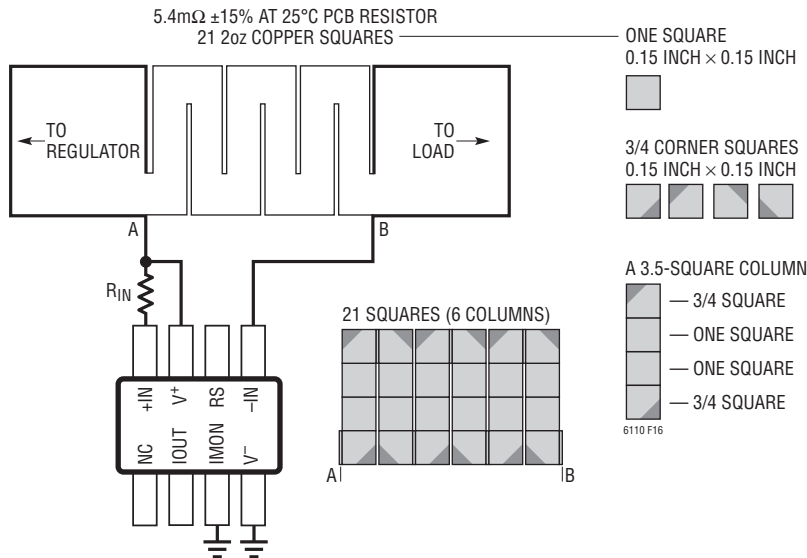 5.4mΩ ±15% AT 25°C PCB RESISTOR
21 2oz COPPER SQUARES
ONE SQUARE
0.15 INCH × 0.15 INCH
TO
REGULATOR
TO
LOAD
3/4 CORNER SQUARES
0.15 INCH × 0.15 INCH
A
B
RIN
A 3.5-SQUARE COLUMN
3/4 SQUARE
ONE SQUARE
ONE SQUARE
3/4 SQUARE
6110 F16
21 SQUARES (6 COLUMNS)
A
B
+IN
V+
RS
–IN
NC
IOUT
IMON
V–